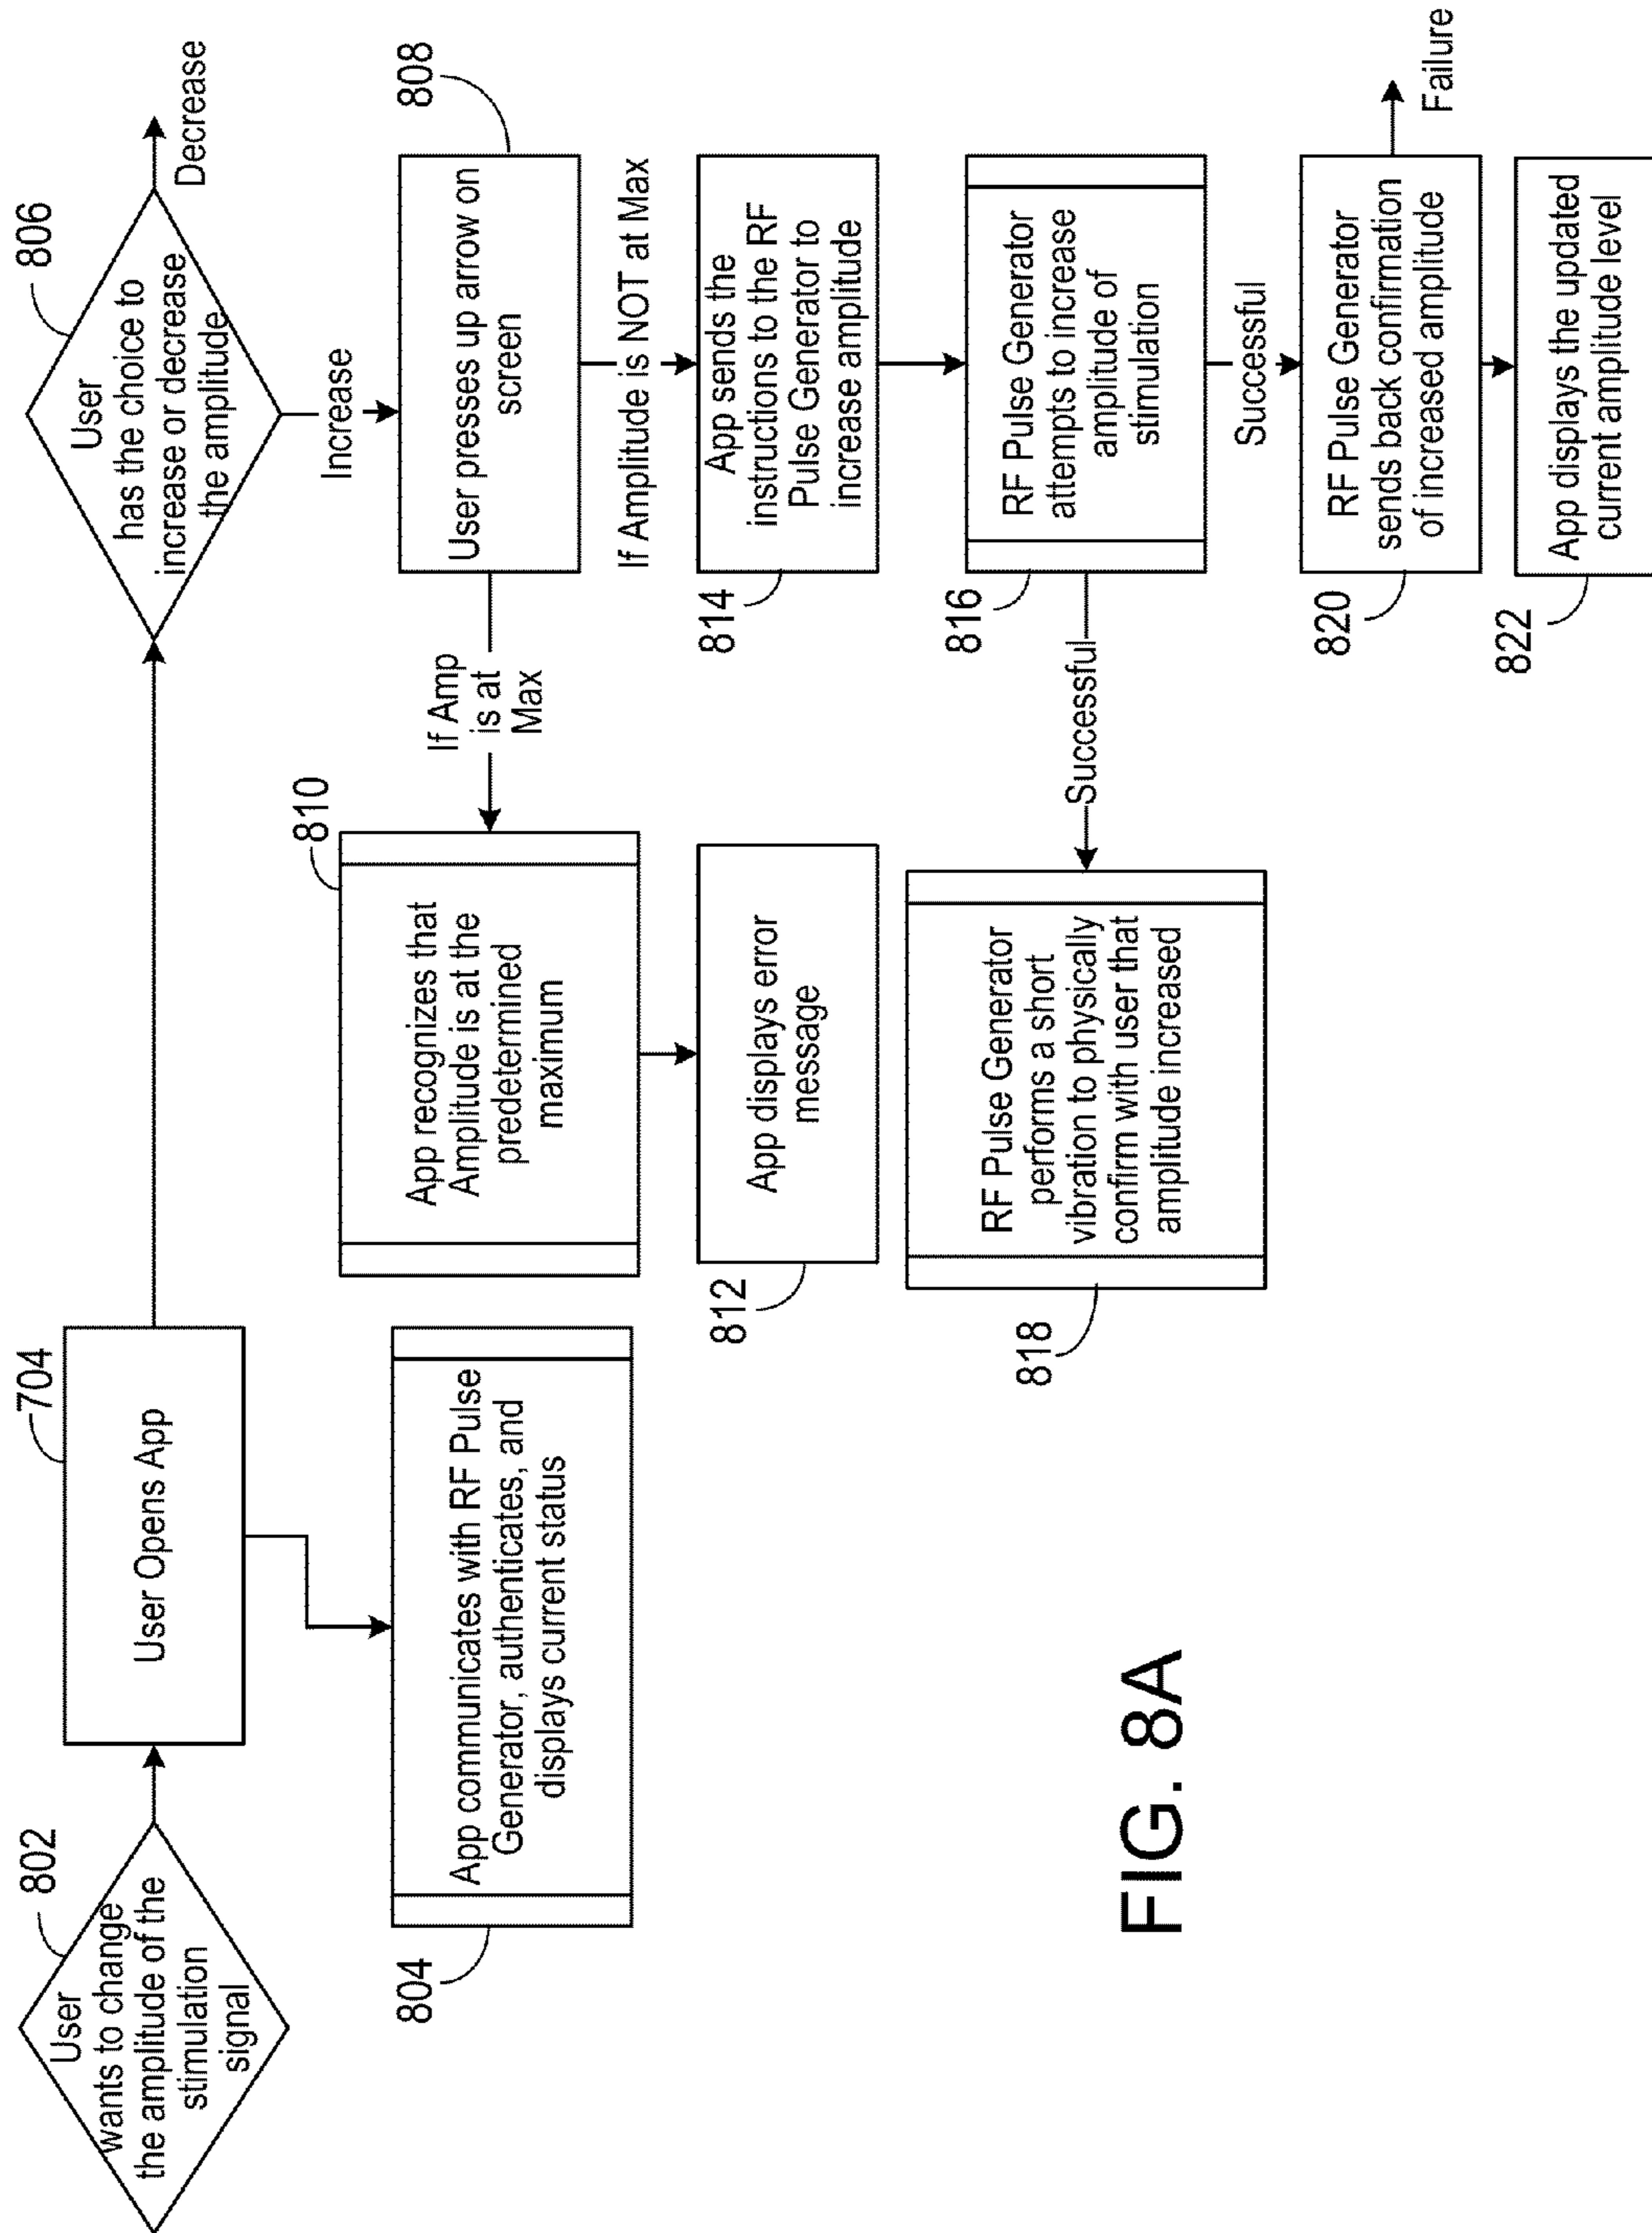 802
User
wants to change
the amplitude of the
stimulation
signal
704
User Opens App
804
App communicates with RF Pulse
Generator, authenticates, and
displays current status
806
User
has the choice to
increase or decrease
the amplitude
Decrease
Increase
808
User presses up arrow on
screen
If Amp
is at
Max
810
App recognizes that
Amplitude is at the
predetermined
maximum
812
App displays error
message
If Amplitude is NOT at Max
814
App sends the
instructions to the RF
Pulse Generator to
increase amplitude
816
RF Pulse Generator
attempts to increase
amplitude of
stimulation
Successful
818
RF Pulse Generator
performs a short
vibration to physically
confirm with user that
amplitude increased
Successful
820
RF Pulse Generator
sends back confirmation
of increased amplitude
Failure
822
App displays the updated
current amplitude level
FIG. 8A